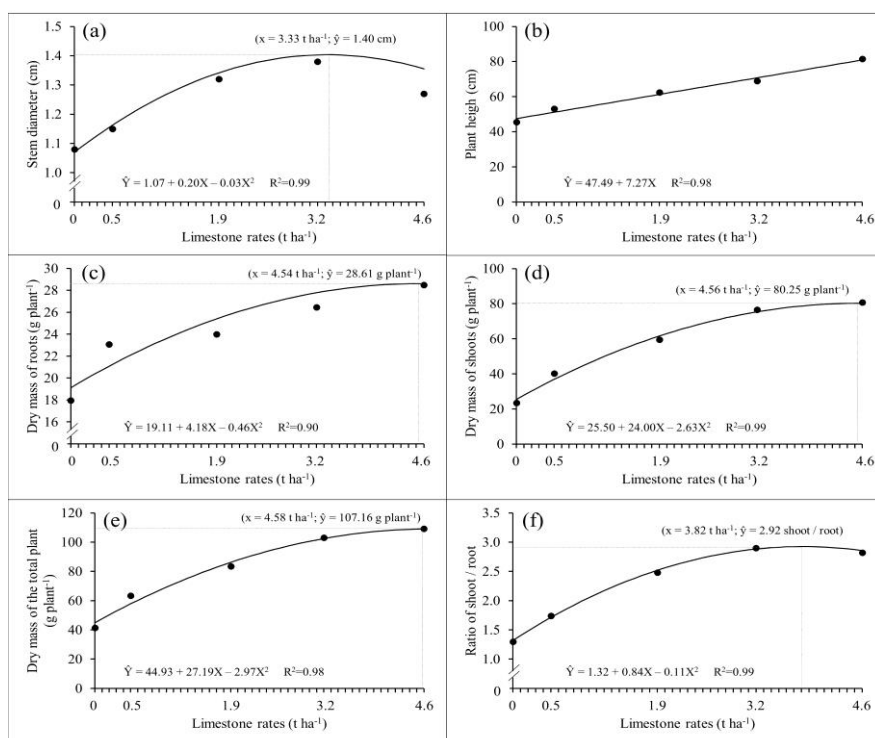 (a)
(x = 3.33 t ha⁻¹; ŷ = 1.40 cm)
Stem diameter (cm)
1.5
1.4
1.3
1.2
1.1
1.0
0
Ŷ = 1.07 + 0.20X – 0.03X² R²=0.99
0 0.5 1.9 3.2 4.6
Limestone rates (t ha⁻¹)
(b)
Plant heigh (cm)
100
80
60
40
20
0
Ŷ = 47.49 + 7.27X R²=0.98
0 0.5 1.9 3.2 4.6
Limestone rates (t ha⁻¹)
(c)
(x = 4.54 t ha⁻¹; ŷ = 28.61 g plant⁻¹)
Dry mass of roots (g plant⁻¹)
28
26
24
22
20
18
16
0
Ŷ = 19.11 + 4.18X – 0.46X² R²=0.90
0 0.5 1.9 3.2 4.6
Limestone rates (t ha⁻¹)
(d)
(x = 4.56 t ha⁻¹; ŷ = 80.25 g plant⁻¹)
Dry mass of shoots (g plant⁻¹)
100
80
60
40
20
0
Ŷ = 25.50 + 24.00X – 2.63X² R²=0.99
0 0.5 1.9 3.2 4.6
Limestone rates (t ha⁻¹)
(e)
(x = 4.58 t ha⁻¹; ŷ = 107.16 g plant⁻¹)
Dry mass of the total plant
(g plant⁻¹)
120
100
80
60
40
20
0
Ŷ = 44.93 + 27.19X – 2.97X² R²=0.98
0 0.5 1.9 3.2 4.6
Limestone rates (t ha⁻¹)
(f)
(x = 3.82 t ha⁻¹; ŷ = 2.92 shoot / root)
Ratio of shoot / root
3.0
2.5
2.0
1.5
1.0
0
Ŷ = 1.32 + 0.84X – 0.11X² R²=0.99
0 0.5 1.9 3.2 4.6
Limestone rates (t ha⁻¹)